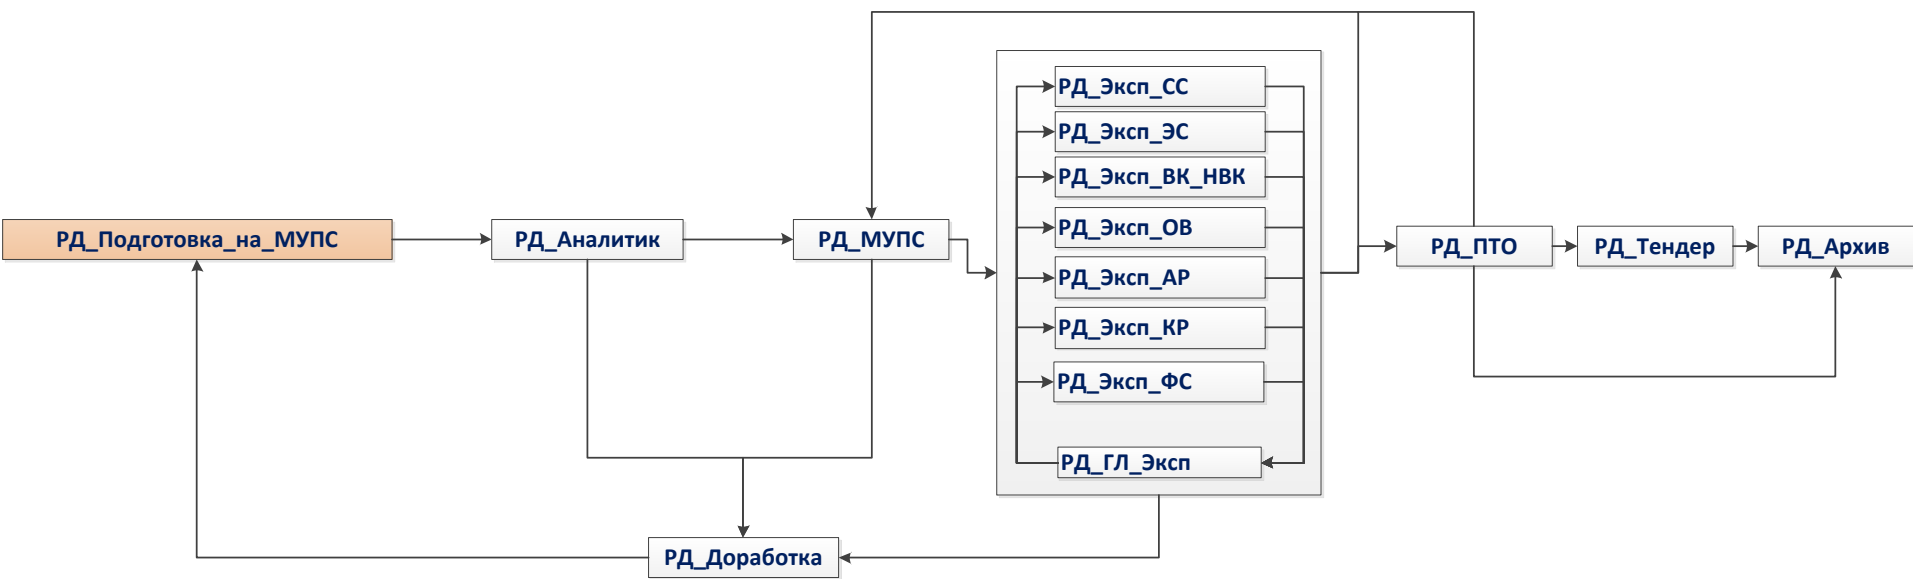 РД_Подготовка_на_МУПС
РД_Аналитик
РД_МУПС
РД_Эксп_СС
РД_Эксп_ЭС
РД_Эксп_ВК_НВК
РД_Эксп_ОВ
РД_Эксп_АР
РД_Эксп_КР
РД_Эксп_ФС
РД_ГЛ_Эксп
РД_ПТО
РД_Тендер
РД_Архив
РД_Доработка